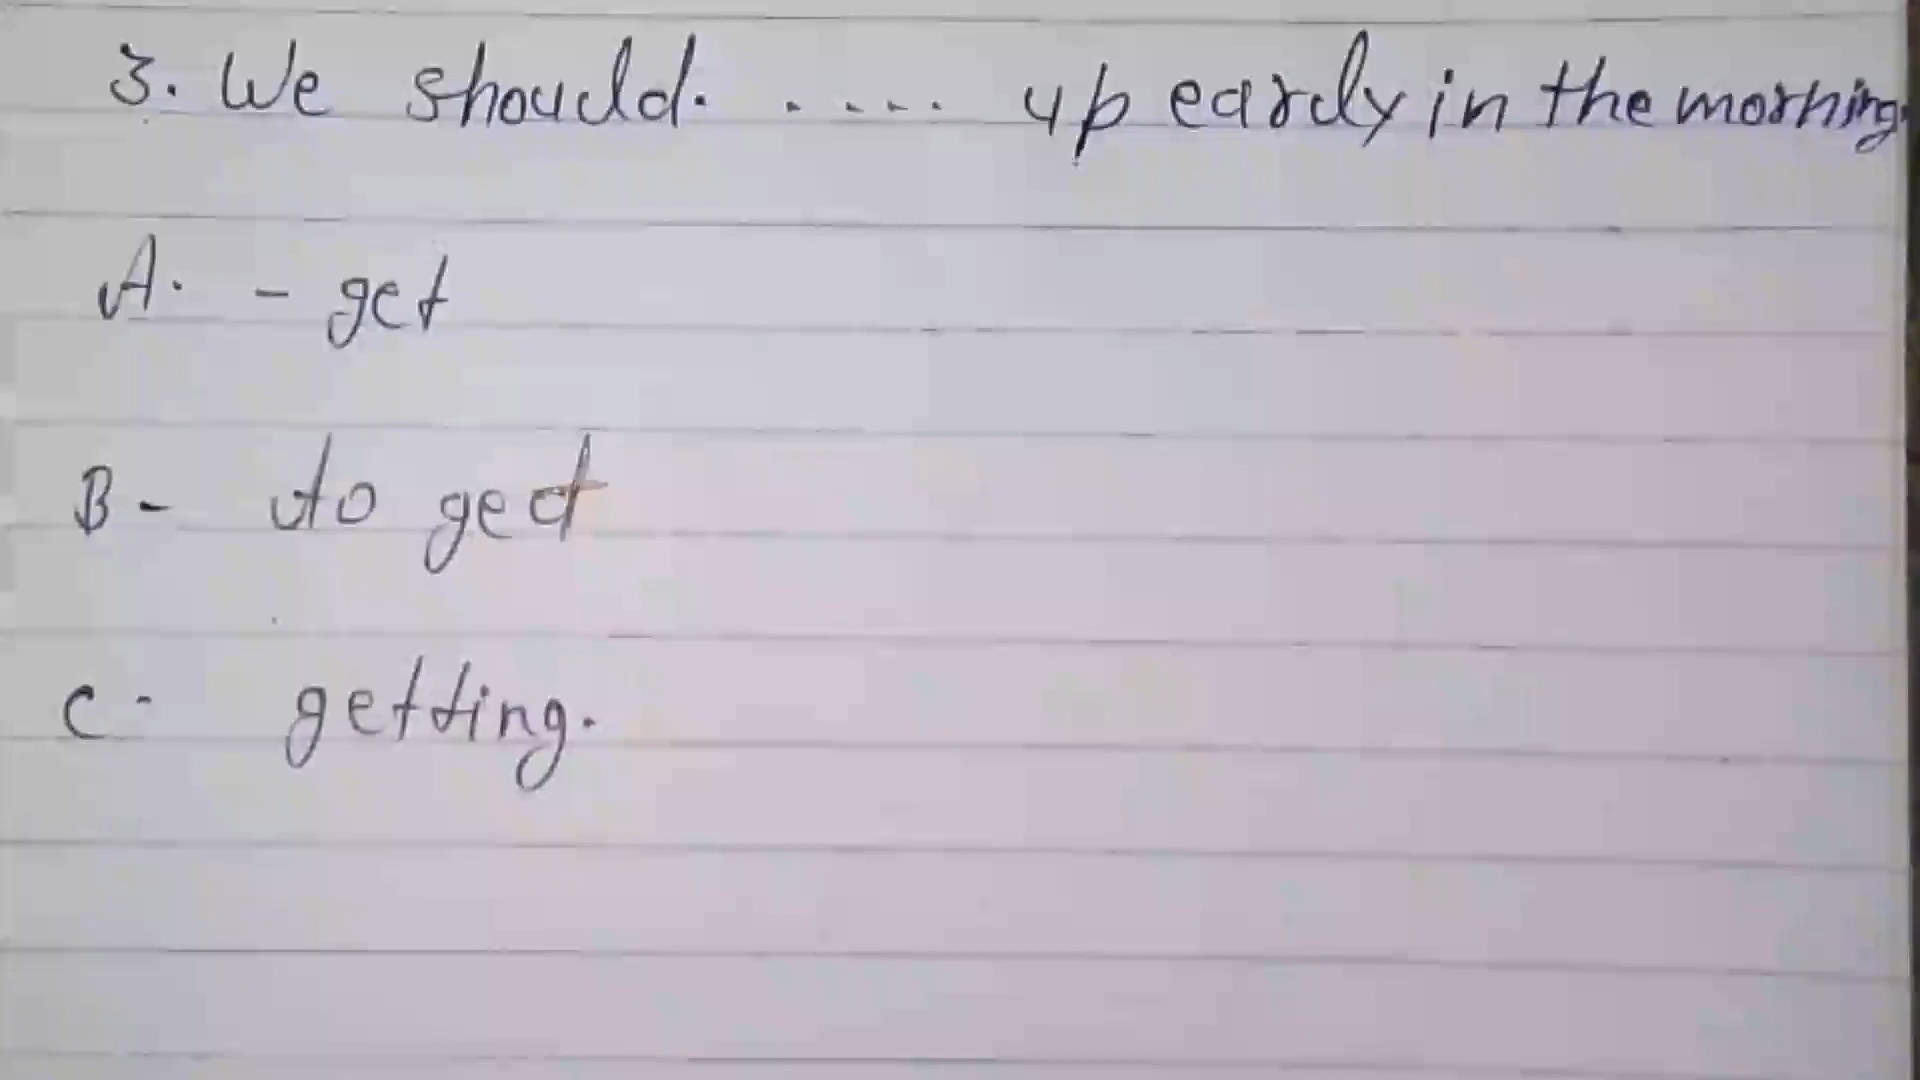 3. We should. .... up early in the morning.
A. - get
B - to get
C - getting.